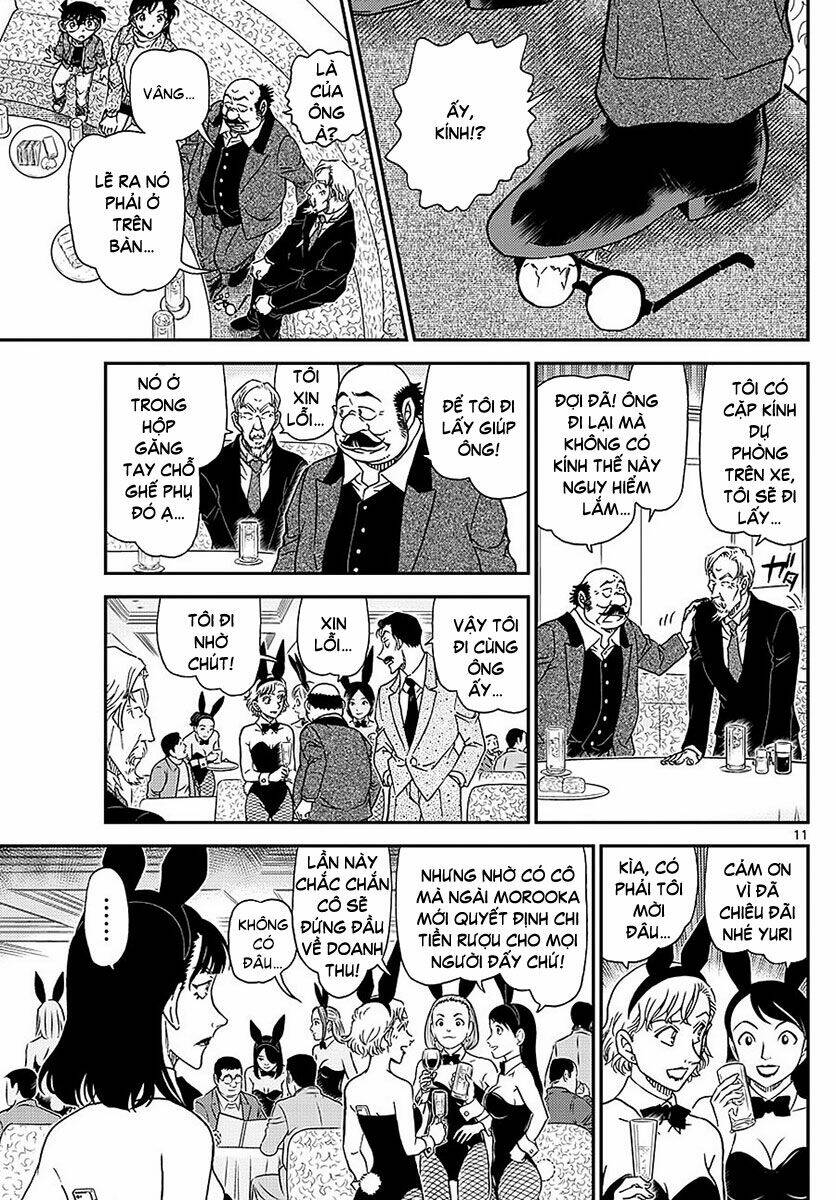 ẤY,
KÍNH!?
LÀ
CỦA
ÔNG
À?
VÂNG...
LẼ RA NÓ
PHẢI Ở
TRÊN
BÀN...
TÔI CÓ
CẶP KÍNH
DỰ
PHÒNG
TRÊN XE,
TÔI SẼ ĐI
LẤY...
ĐỢI ĐÃ! ÔNG
ĐI LẠI MÀ
KHÔNG CÓ
KÍNH THẾ NÀY
NGUY HIỂM
LẮM...
ガタ
ĐỂ TÔI ĐI
LẤY GIÚP
ÔNG!
TÔI
XIN
LỖI...
NÓ Ở
TRONG
HỘP
GĂNG
TAY CHỖ
GHẾ PHỤ
ĐÓ Ạ...
VẬY TÔI
ĐI CÙNG
ÔNG
ẤY...
XIN
LỖI...
TÔI ĐI
NHỜ
CHÚT!
11
CẢM ƠN
VÌ ĐÃ
CHIÊU ĐÃI
NHÉ YURI
KÌA, CÓ
PHẢI TÔI
MỜI
ĐÂU...
NHƯNG NHỜ CÓ CÔ
MÀ NGÀI MOROOKA
MỚI QUYẾT ĐỊNH CHI
TIỀN RƯỢU CHO MỌI
NGƯỜI ĐẤY CHỨ!
LẦN NÀY
CHẮC CHẮN
CÔ SẼ
ĐỨNG ĐẦU
VỀ DOANH
THU!
KHÔNG
CÓ
ĐÂU...
......